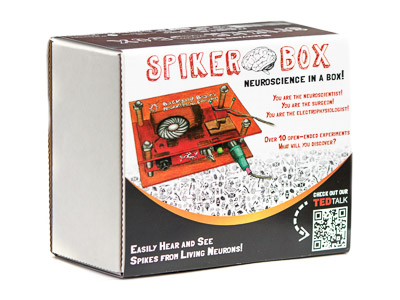 SPIKER BOX
NEUROSCIENCE IN A BOX!
YOU ARE THE NEUROSCIENTIST!
YOU ARE THE SURGEON!
YOU ARE THE ELECTROPHYSIOLOGIST!
OVER 10 OPEN-ENDED EXPERIMENTS
WHAT WILL YOU DISCOVER?
CHECK OUT OUR
TEDTALK
EASILY HEAR AND SEE
SPIKES FROM LIVING NEURONS!